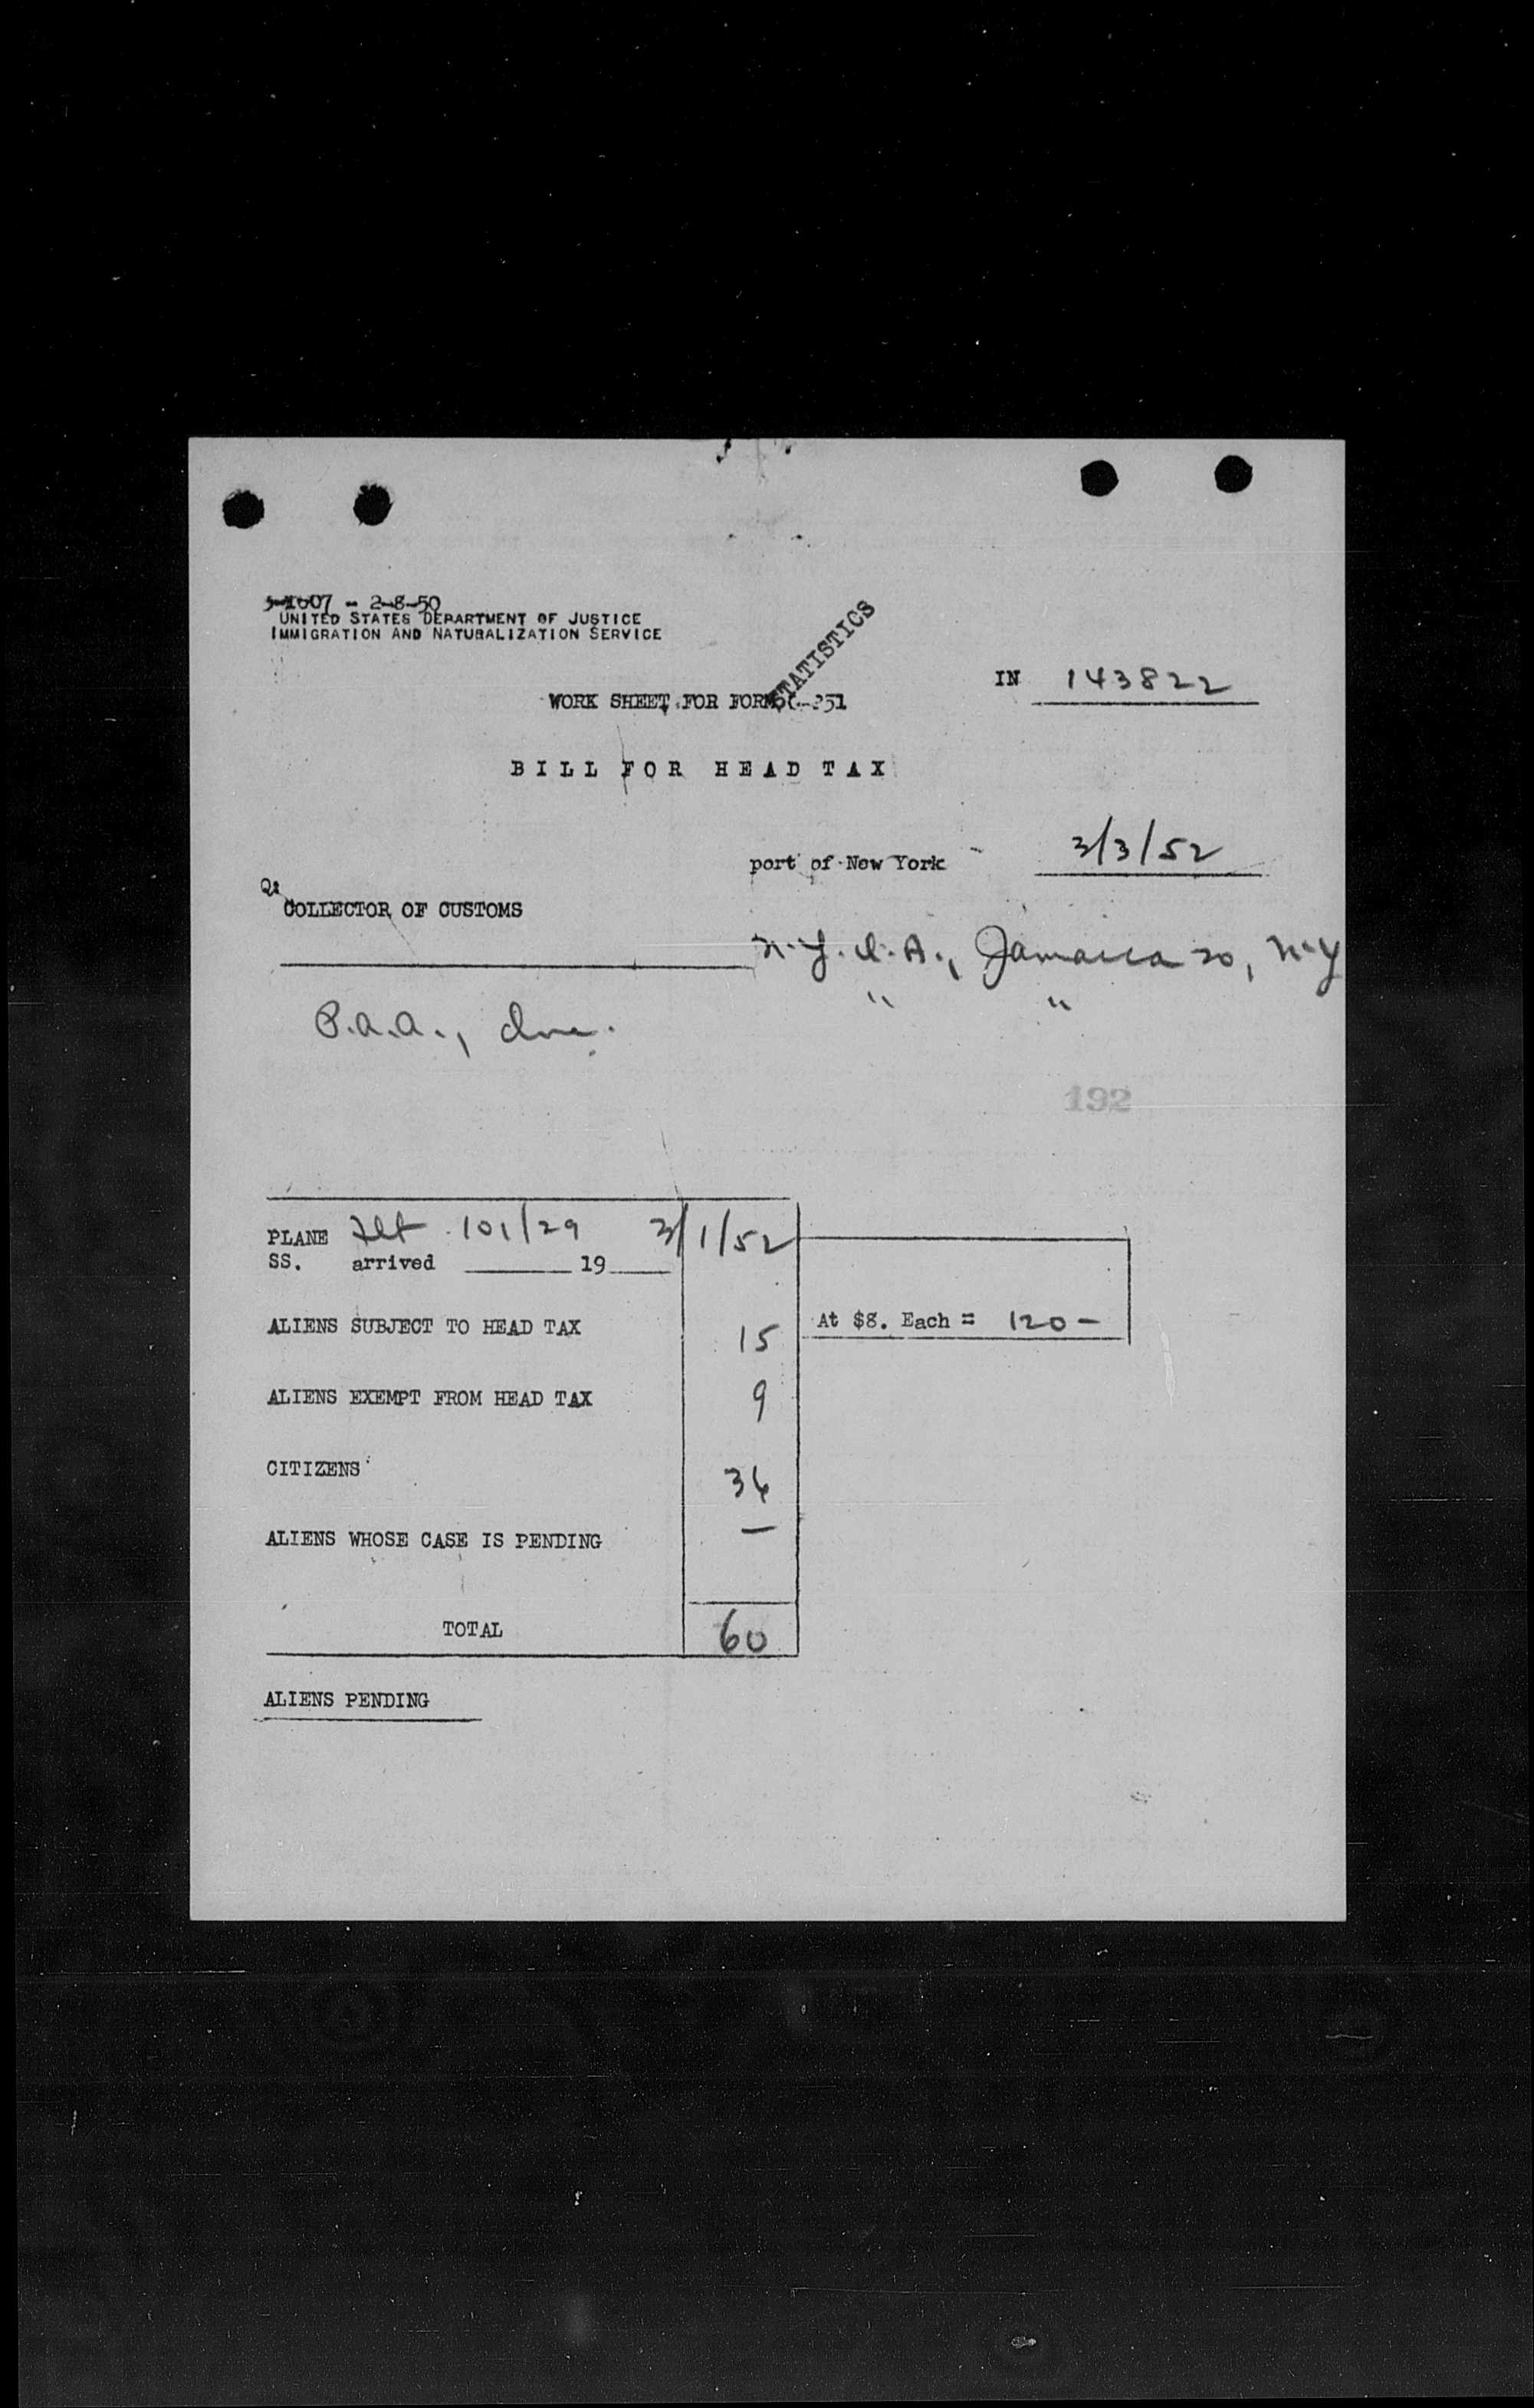 3-1607 - 2-8-50
UNITED STATES DEPARTMENT OF JUSTICE
IMMIGRATION AND NATURALIZATION SERVICE
STATISTICS
IN 143822
WORK SHEET FOR FORM -351
BILL FOR HEAD TAX
port of New York 3/3/52
COLLECTOR OF CUSTOMS
N.Y.I.A., Jamaica 20, N.Y
" "
P.A.A., Inc.
192
PLANE Flt 101/29 3/1/52
SS. arrived 19
ALIENS SUBJECT TO HEAD TAX 15 At $8. Each = 120-
ALIENS EXEMPT FROM HEAD TAX 9
CITIZENS 36
ALIENS WHOSE CASE IS PENDING —
TOTAL 60
ALIENS PENDING